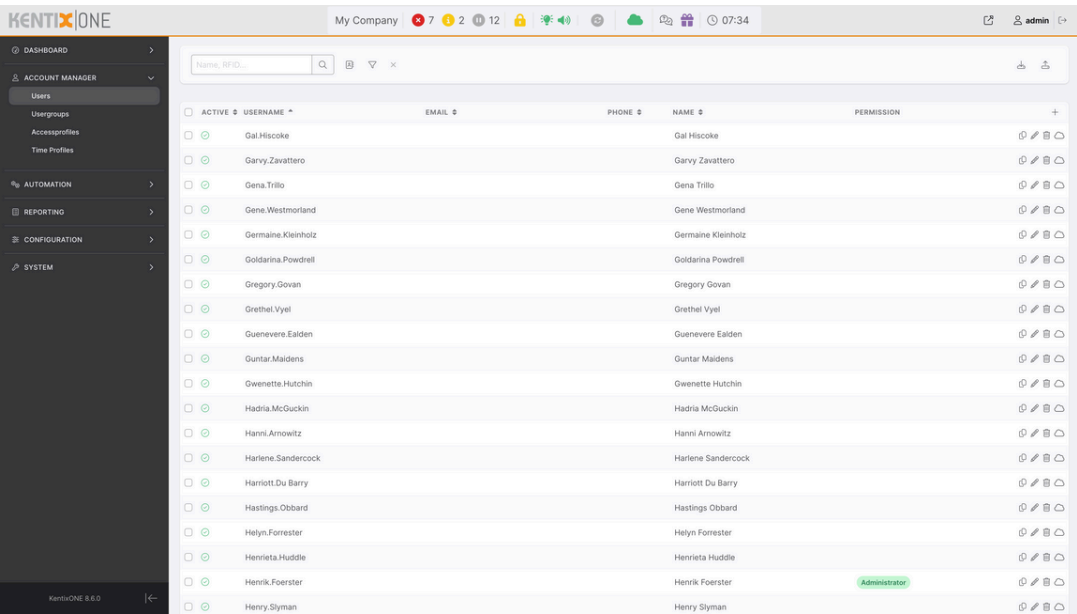 KENTIX ONE
My Company 7 2 12 07:34 admin
DASHBOARD
ACCOUNT MANAGER
Users
Usergroups
Accessprofiles
Time Profiles
AUTOMATION
REPORTING
CONFIGURATION
SYSTEM
KentixONE 8.6.0
Name, RFID...
ACTIVE USERNAME EMAIL PHONE NAME PERMISSION
Gal.Hiscoke Gal Hiscoke
Garvy.Zavattero Garvy Zavattero
Gena.Trillo Gena Trillo
Gene.Westmorland Gene Westmorland
Germaine.Kleinholz Germaine Kleinholz
Goldarina.Powdrell Goldarina Powdrell
Gregory.Govan Gregory Govan
Grethel.Vyel Grethel Vyel
Guenevere.Ealden Guenevere Ealden
Guntar.Maidens Guntar Maidens
Gwenette.Hutchin Gwenette Hutchin
Hadria.McGuckin Hadria McGuckin
Hanni.Arnowitz Hanni Arnowitz
Harlene.Sandercock Harlene Sandercock
Harriott.Du Barry Harriott Du Barry
Hastings.Obbard Hastings Obbard
Helyn.Forrester Helyn Forrester
Henrieta.Huddle Henrieta Huddle
Henrik.Foerster Henrik Foerster Administrator
Henry.Slyman Henry Slyman